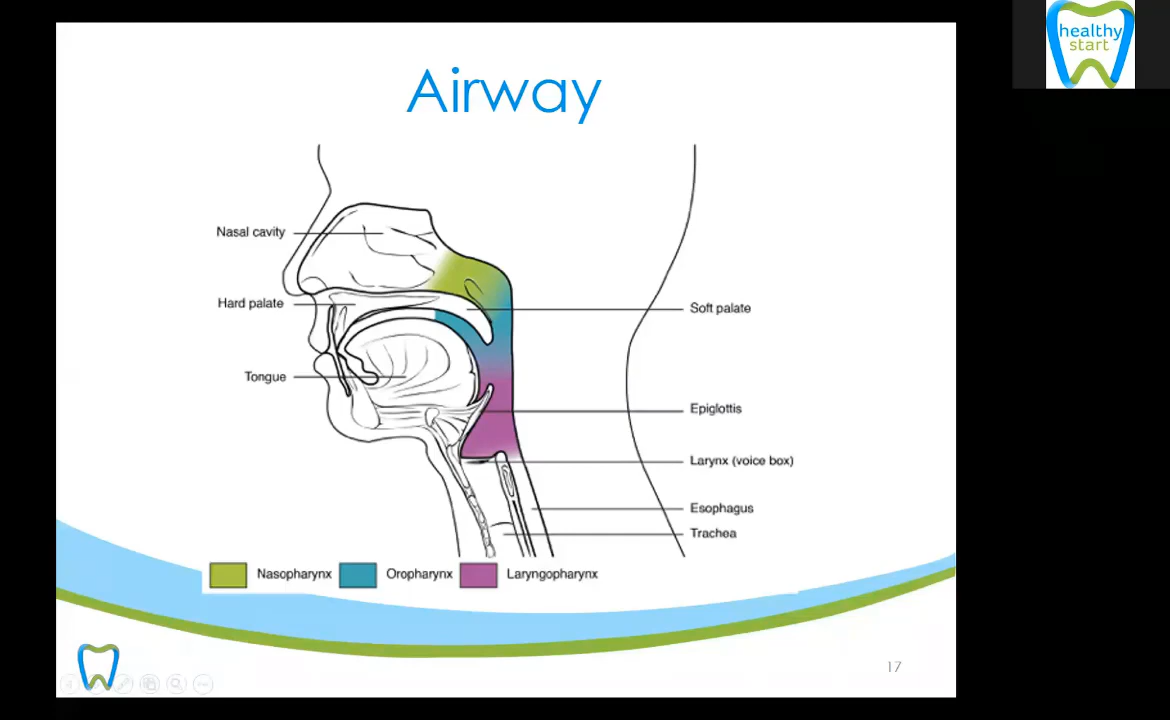 healthy
start
Airway
Nasal cavity
Hard palate
Soft palate
Tongue
Epiglottis
Larynx (voice box)
Esophagus
Trachea
Nasopharynx
Oropharynx
Laryngopharynx
17